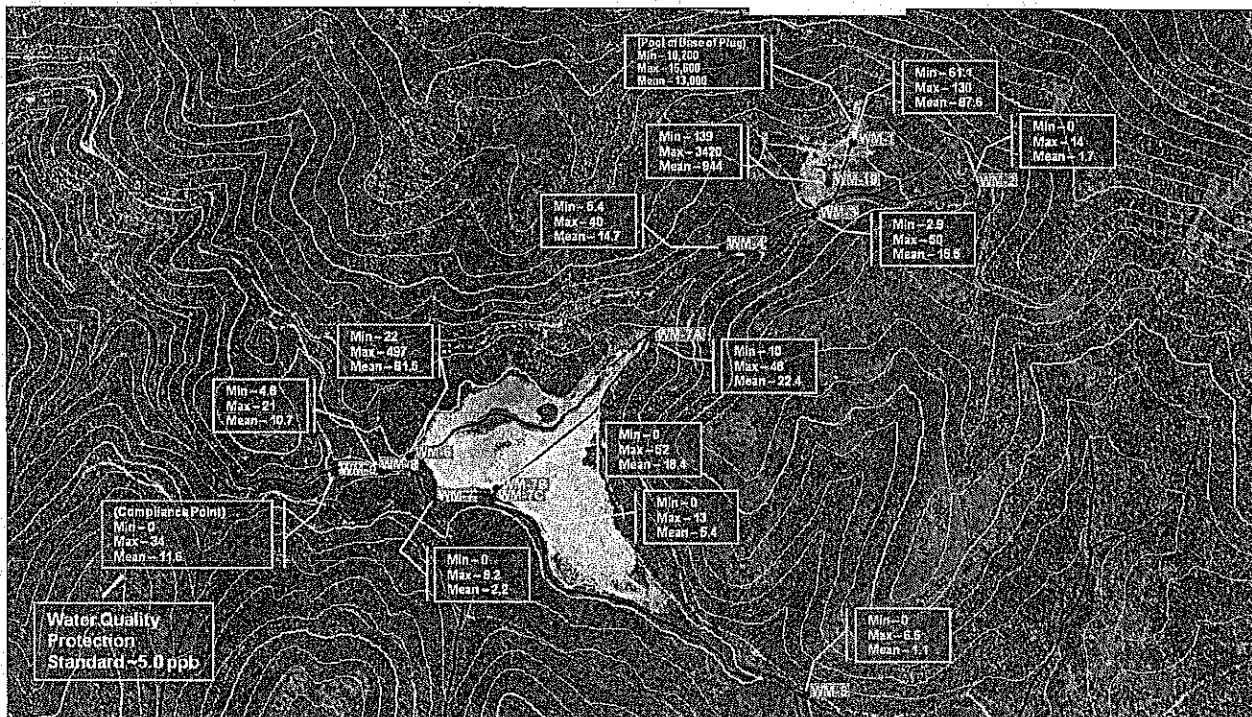 (Pool at Base of Plug)
Min – 10,200
Max – 15,600
Mean – 13,000
Min – 61.1
Max – 130
Mean – 87.6
Min – 0
Max – 14
Mean – 1.7
Min – 139
Max – 3420
Mean – 944
WM-1
WM-1B
WM-2
WM-3
Min – 5.4
Max – 40
Mean – 14.7
WM-4
Min – 2.9
Max – 50
Mean – 15.5
Min – 22
Max – 497
Mean – 81.5
WM-7A
Min – 10
Max – 46
Mean – 22.4
Min – 4.8
Max – 21
Mean – 10.7
Min – 0
Max – 62
Mean – 18.4
WM-6
WM-8
WM-9
WM-7B
WM-7C
Min – 0
Max – 13
Mean – 5.4
(Compliance Point)
Min – 0
Max – 34
Mean – 11.6
Min – 0
Max – 8.2
Mean – 2.2
Water Quality
Protection
Standard ~5.0 ppb
Min – 0
Max – 6.5
Mean – 1.1
WM-5